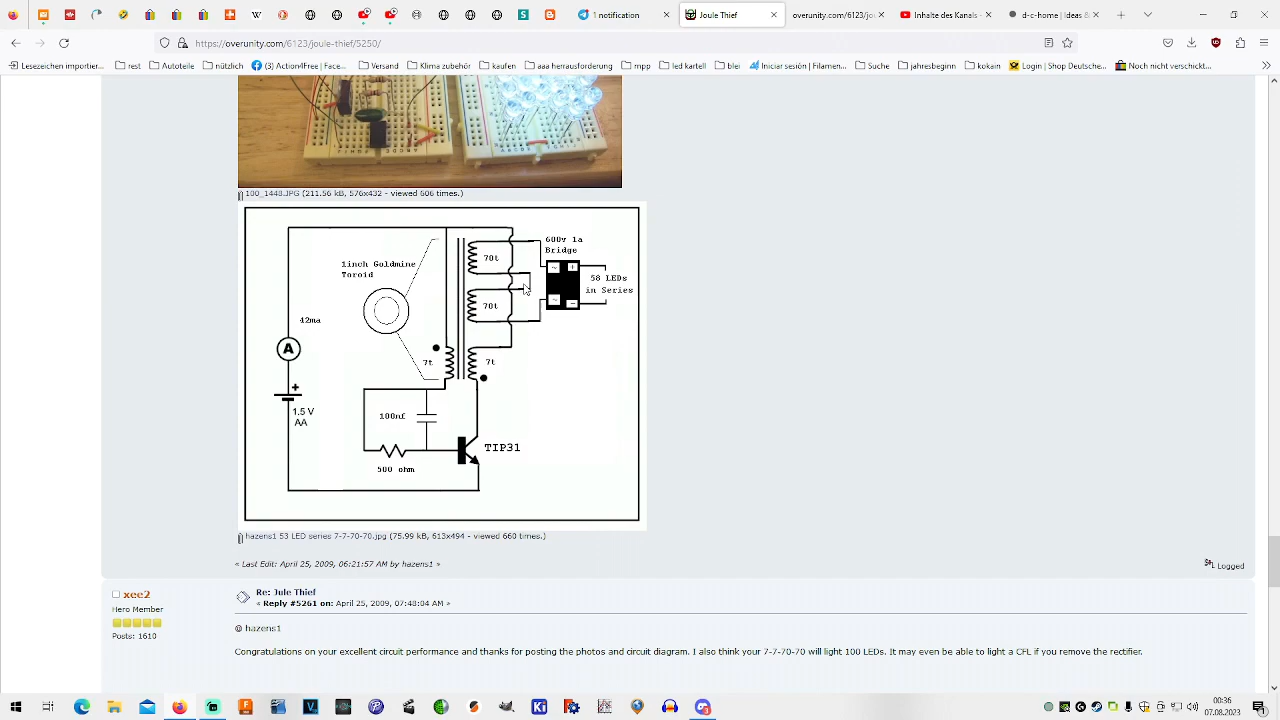 1 notification
Joule Thief
overunity.com/6123/jo
Inhalte des Kanals
d-c-front | Ideas
https://overunity.com/6123/joule-thief/5250/
Lesezeichen importier...
rest
Autoteile
nützlich
(3) Action4Free | Face...
Versand
Klima zubehör
kaufen
aaa herrausforderung
mpp
led karli
blei
Iniciar sesión | Filamen...
Suche
jahresbeginn
Login | Shop Deutsche...
Noch nicht verschickt...
100_1448.JPG (211.56 kB, 576x432 - viewed 606 times.)
600v 1a
Bridge
1inch Goldmine
Toroid
70t
58 LEDs
in Series
70t
42ma
A
7t
7t
+
1.5 V
AA
100nf
TIP31
500 ohm
hazens1 53 LED series 7-7-70-70.jpg (75.99 kB, 613x494 - viewed 660 times.)
« Last Edit: April 25, 2009, 06:21:57 AM by hazens1 »
Logged
xee2
Hero Member
Posts: 1610
Re: Jule Thief
« Reply #5261 on: April 25, 2009, 07:48:04 AM »
@ hazens1
Congratulations on your excellent circuit performance and thanks for posting the photos and circuit diagram. I also think your 7-7-70-70 will light 100 LEDs. It may even be able to light a CFL if you remove the rectifier.
00:36
07.09.2023